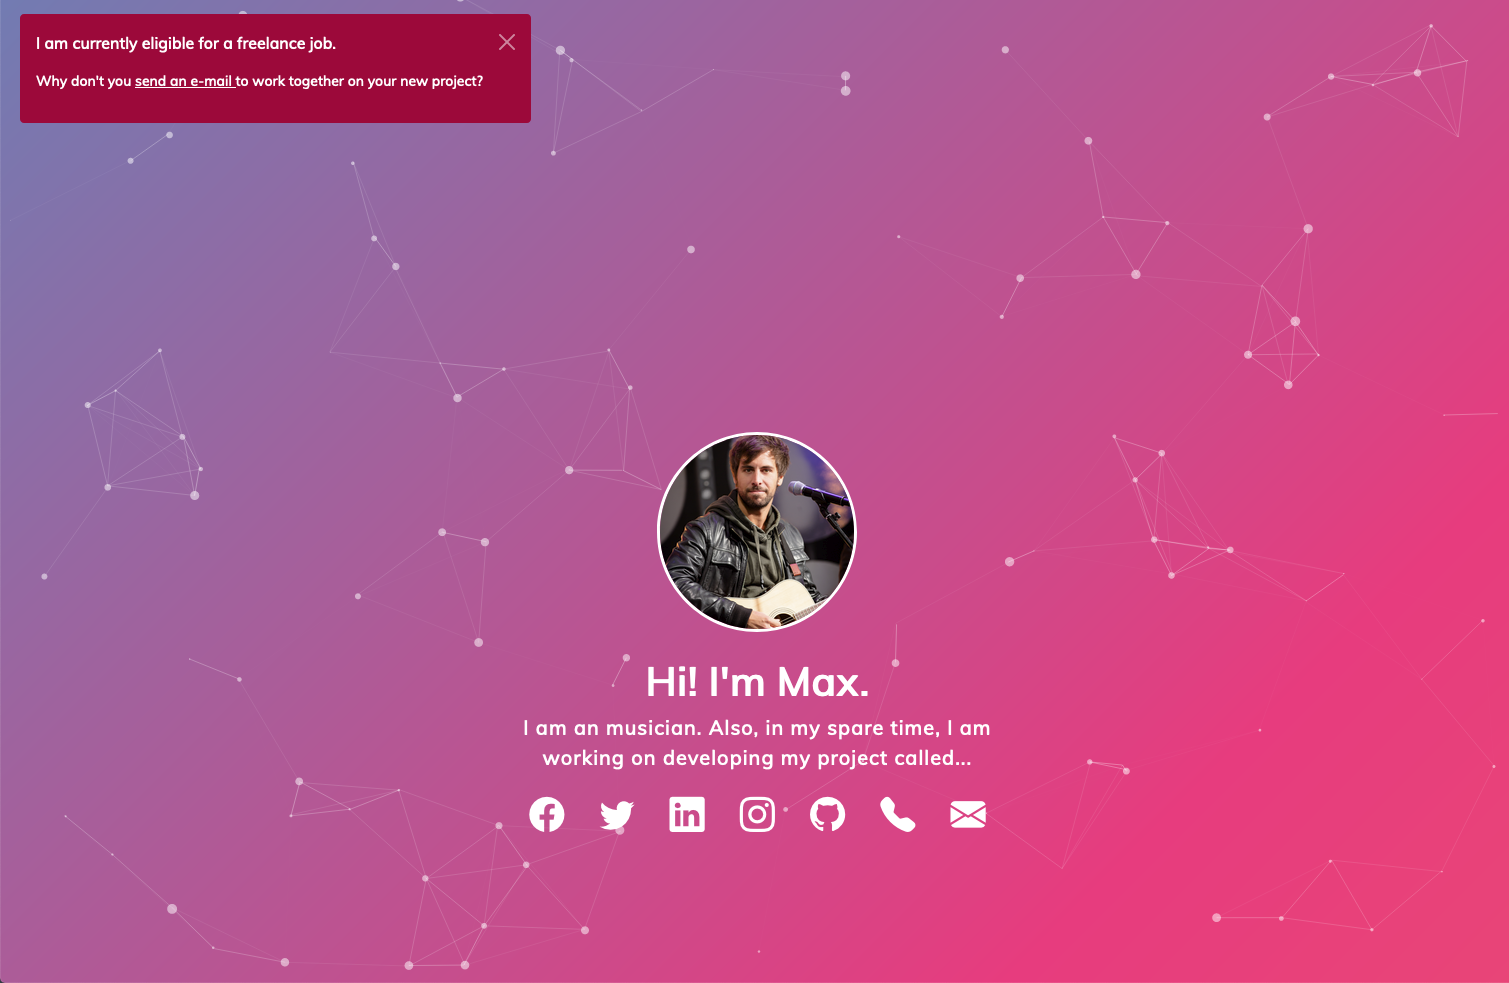 I am currently eligible for a freelance job.
Why don't you send an e-mail to work together on your new project?
Hi! I'm Max.
I am an musician. Also, in my spare time, I am
working on developing my project called...